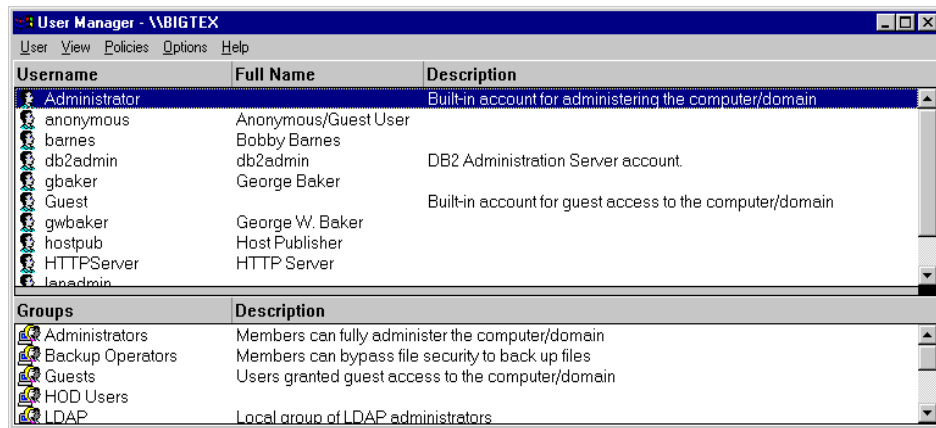 User Manager - \\BIGTEX
User View Policies Options Help
Username Full Name Description
Administrator Built-in account for administering the computer/domain
anonymous Anonymous/Guest User
barnes Bobby Barnes
db2admin db2admin DB2 Administration Server account.
gbaker George Baker
Guest Built-in account for guest access to the computer/domain
gwbaker George W. Baker
hostpub Host Publisher
HTTPServer HTTP Server
lanadmin
Groups Description
Administrators Members can fully administer the computer/domain
Backup Operators Members can bypass file security to back up files
Guests Users granted guest access to the computer/domain
HOD Users
LDAP Local group of LDAP administrators